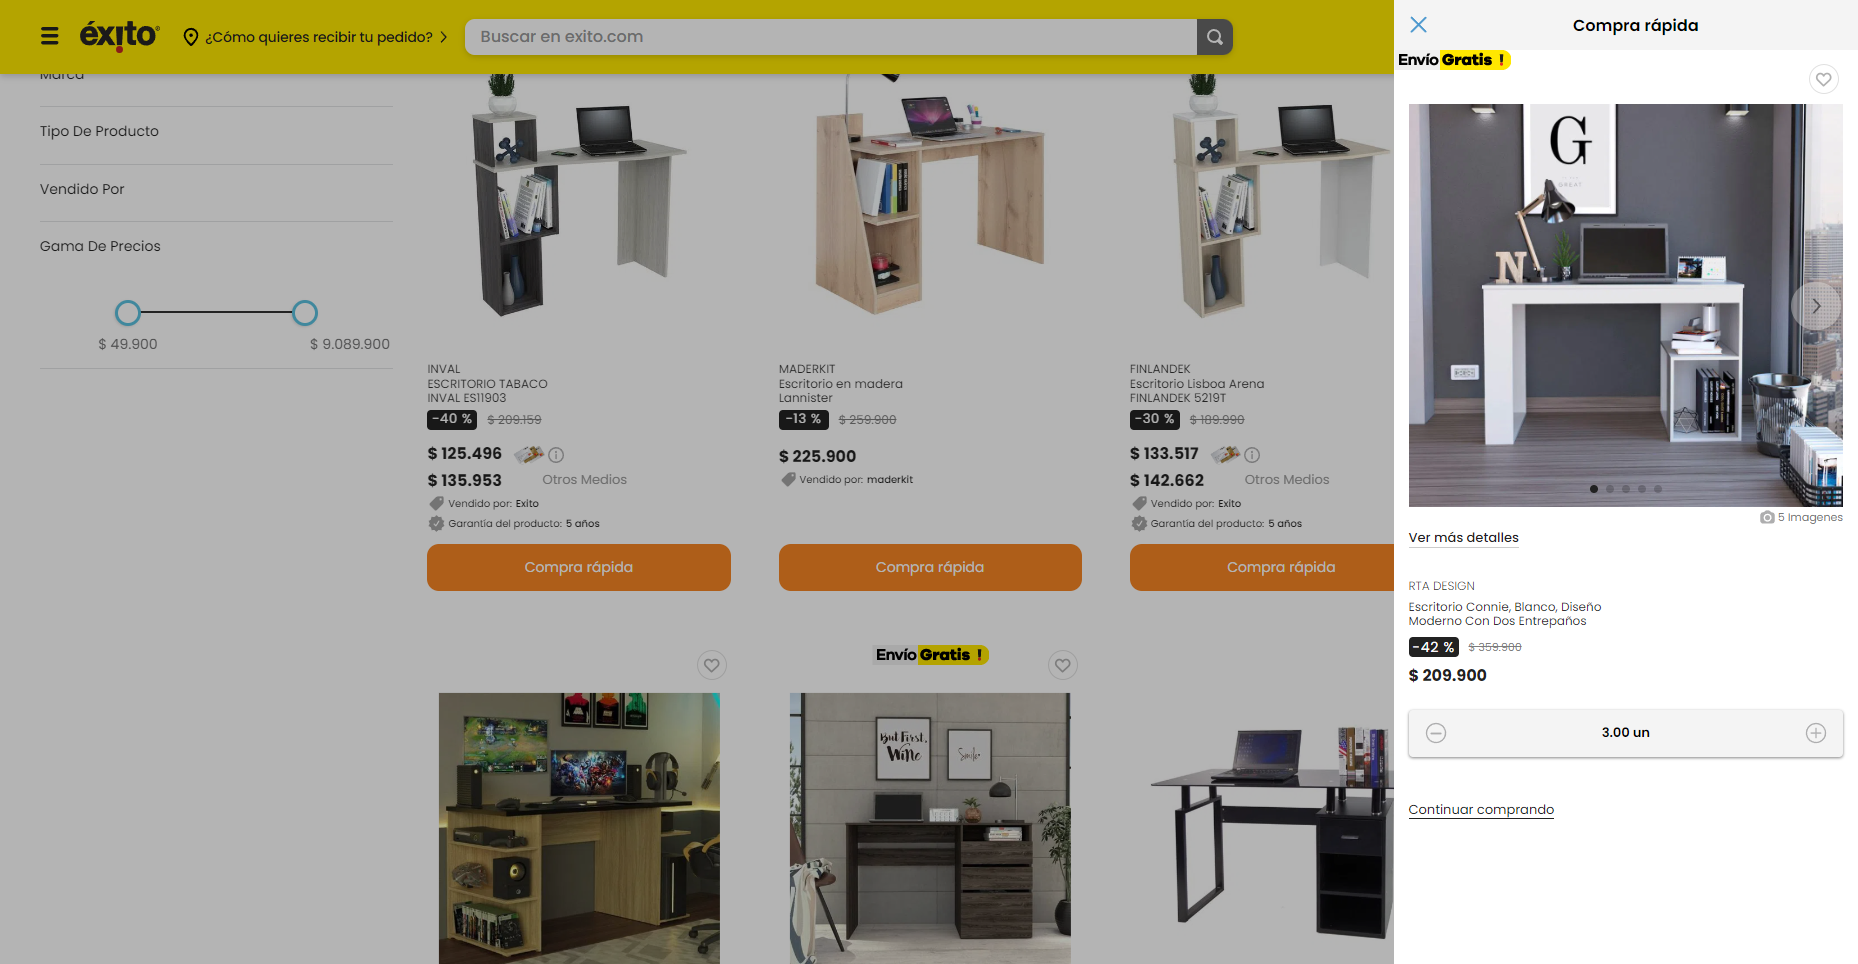 éxito
¿Cómo quieres recibir tu pedido?
Buscar en exito.com
Marca
Tipo De Producto
Vendido Por
Gama De Precios
$ 49.900
$ 9.089.900
INVAL
ESCRITORIO TABACO
INVAL ES11903
-40 % $ 209.159
$ 125.496
$ 135.953 Otros Medios
Vendido por: Exito
Garantía del producto: 5 años
Compra rápida
MADERKIT
Escritorio en madera
Lannister
-13 % $ 259.900
$ 225.900
Vendido por: maderkit
Compra rápida
FINLANDEK
Escritorio Lisboa Arena
FINLANDEK 5219T
-30 % $ 189.990
$ 133.517
$ 142.662 Otros Medios
Vendido por: Exito
Garantía del producto: 5 años
Compra rápida
Envío Gratis !
But First,
Wine
Smile
Compra rápida
Envío Gratis !
G
GREAT
N
5 Imagenes
Ver más detalles
RTA DESIGN
Escritorio Connie, Blanco, Diseño
Moderno Con Dos Entrepaños
-42 % $ 359.900
$ 209.900
3.00 un
Continuar comprando